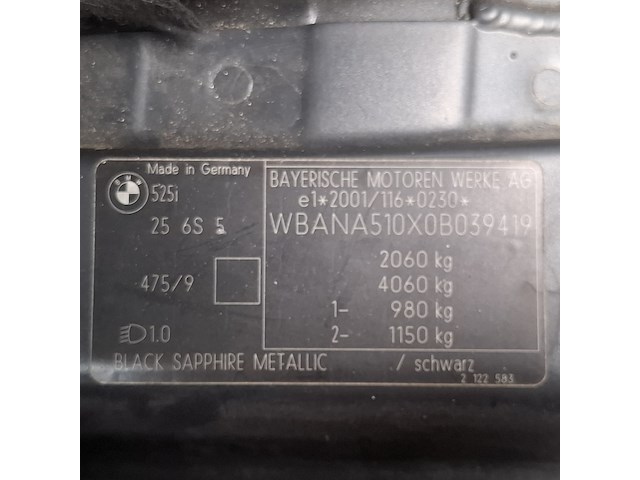 Made in Germany
BMW
525i
25 6S 5
475/9
1.0
BAYERISCHE MOTOREN WERKE AG
e1*2001/116*0230*
WBANA510X0B039419
2060 kg
4060 kg
1- 980 kg
2- 1150 kg
BLACK SAPPHIRE METALLIC / schwarz
2 122 583